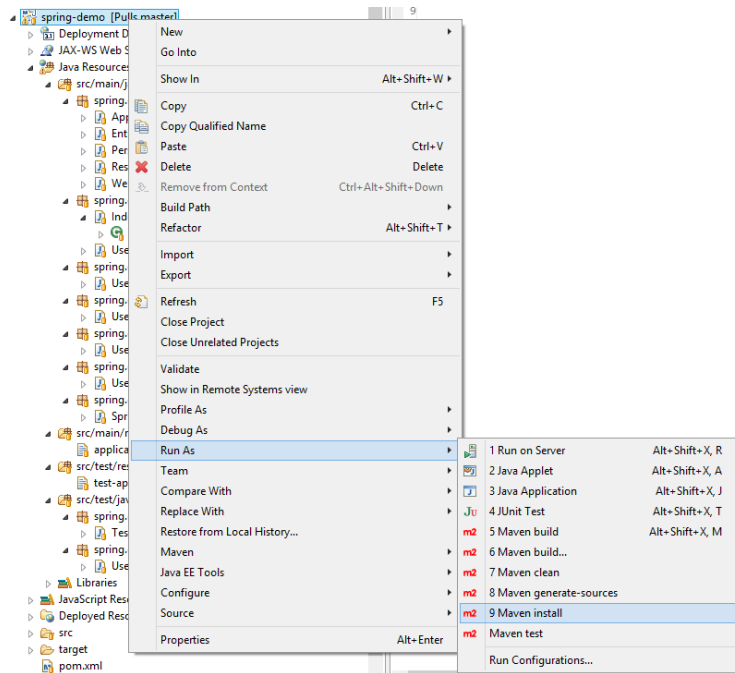 spring-demo [Pulls master]
Deployment D
JAX-WS Web S
Java Resources
src/main/j
spring.
App
Ent
Per
Res
We
spring.
Ind
Use
spring.
Use
spring.
Use
spring.
Use
spring.
Use
spring.
Spr
src/main/r
applica
src/test/res
test-ap
src/test/jav
spring.
Tes
spring.
Use
Libraries
JavaScript Reso
Deployed Reso
src
target
pom.xml
9
New
Go Into
Show In Alt+Shift+W
Copy Ctrl+C
Copy Qualified Name
Paste Ctrl+V
Delete Delete
Remove from Context Ctrl+Alt+Shift+Down
Build Path
Refactor Alt+Shift+T
Import
Export
Refresh F5
Close Project
Close Unrelated Projects
Validate
Show in Remote Systems view
Profile As
Debug As
Run As
Team
Compare With
Replace With
Restore from Local History...
Maven
Java EE Tools
Configure
Source
Properties Alt+Enter
1 Run on Server Alt+Shift+X, R
2 Java Applet Alt+Shift+X, A
3 Java Application Alt+Shift+X, J
4 JUnit Test Alt+Shift+X, T
5 Maven build Alt+Shift+X, M
6 Maven build...
7 Maven clean
8 Maven generate-sources
9 Maven install
Maven test
Run Configurations...